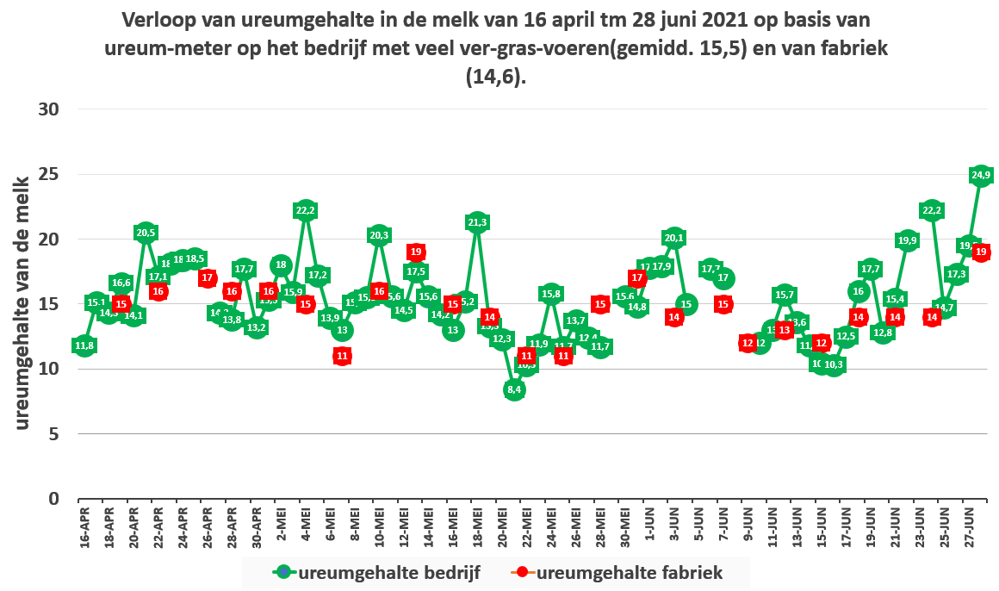 Verloop van ureumgehalte in de melk van 16 april tm 28 juni 2021 op basis van
ureum-meter op het bedrijf met veel ver-gras-voeren(gemidd. 15,5) en van fabriek
(14,6).
ureumgehalte van de melk
30
25
20
15
10
5
0
11,8
15,1
16,6
15
14,1
20,5
17,1
16
18,5
17
16
13,8
17,7
13,2
16
18
15,9
22,2
15
17,2
13,9
13
11
20,3
16
14,5
19
17,5
15,6
14,2
15
13
15,2
21,3
14
12,3
8,4
11
11,9
15,8
11
13,7
15
11,7
15,6
17
14,8
17,9
20,1
14
15
17
15
12
12
15,7
13
13,6
12
10,3
12,5
16
14
17,7
12,8
15,4
14
19,9
22,2
14
14,7
17,3
24,9
19
16-APR
18-APR
20-APR
22-APR
24-APR
26-APR
28-APR
30-APR
2-MEI
4-MEI
6-MEI
8-MEI
10-MEI
12-MEI
14-MEI
16-MEI
18-MEI
20-MEI
22-MEI
24-MEI
26-MEI
28-MEI
30-MEI
1-JUN
3-JUN
5-JUN
7-JUN
9-JUN
11-JUN
13-JUN
15-JUN
17-JUN
19-JUN
21-JUN
23-JUN
25-JUN
27-JUN
ureumgehalte bedrijf
ureumgehalte fabriek